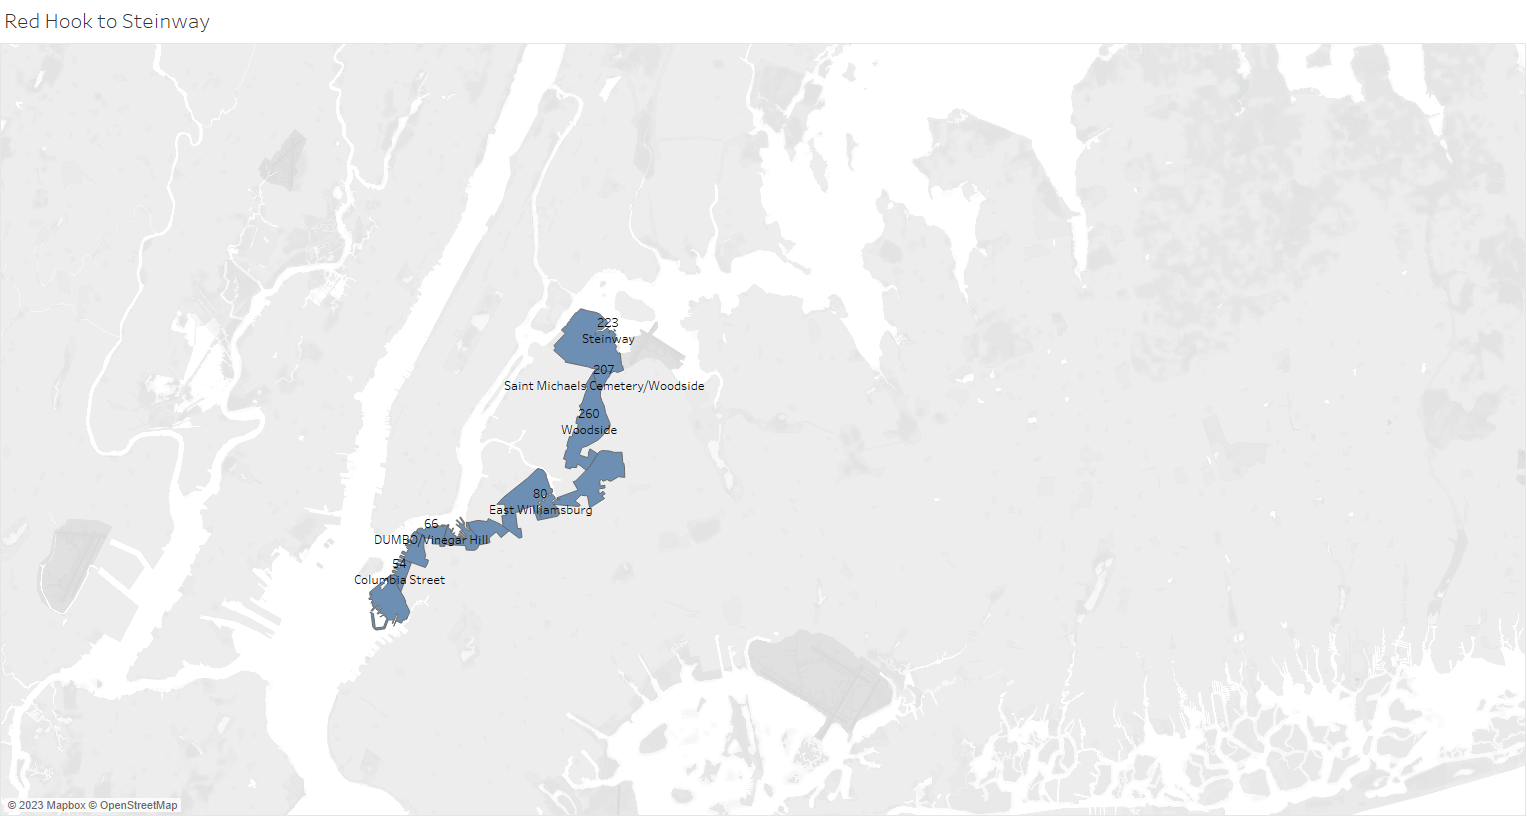 Red Hook to Steinway
223
Steinway
207
Saint Michaels Cemetery/Woodside
260
Woodside
80
East Williamsburg
66
DUMBO/Vinegar Hill
54
Columbia Street
© 2023 Mapbox © OpenStreetMap